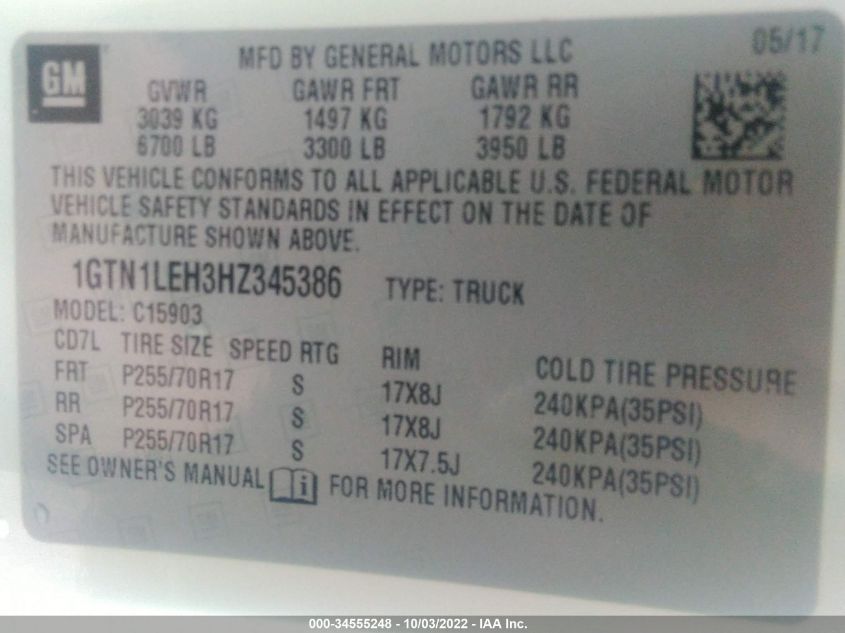 05/17
GM
MFD BY GENERAL MOTORS LLC
GVWR GAWR FRT GAWR RR
3039 KG 1497 KG 1792 KG
6700 LB 3300 LB 3950 LB
THIS VEHICLE CONFORMS TO ALL APPLICABLE U.S. FEDERAL MOTOR
VEHICLE SAFETY STANDARDS IN EFFECT ON THE DATE OF
MANUFACTURE SHOWN ABOVE.
1GTN1LEH3HZ345386 TYPE: TRUCK
MODEL: C15903
CD7L TIRE SIZE SPEED RTG RIM COLD TIRE PRESSURE
FRT P255/70R17 S 17X8J 240KPA(35PSI)
RR P255/70R17 S 17X8J 240KPA(35PSI)
SPA P255/70R17 S 17X7.5J 240KPA(35PSI)
SEE OWNER'S MANUAL i FOR MORE INFORMATION.
000-34555248 - 10/03/2022 - IAA Inc.